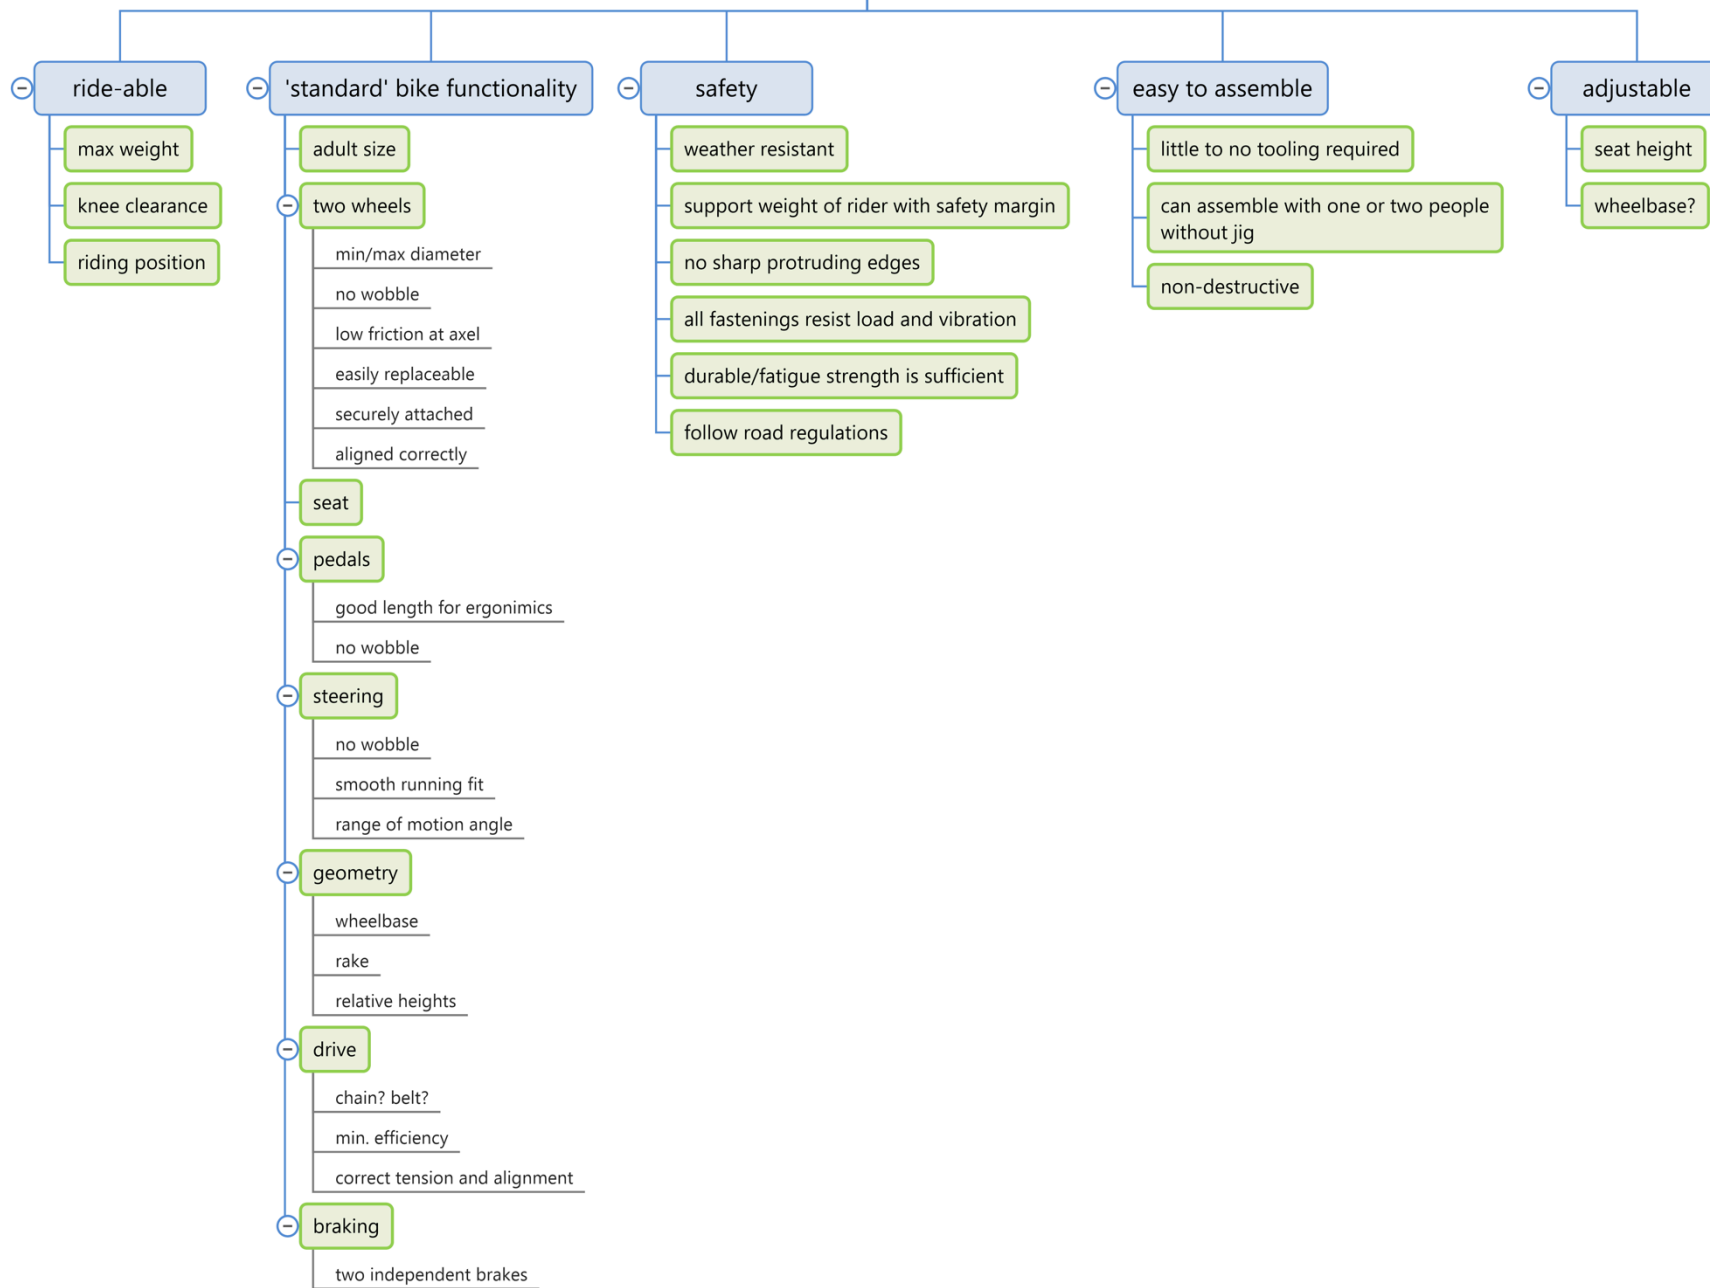 ride-able
max weight
knee clearance
riding position
'standard' bike functionality
adult size
two wheels
min/max diameter
no wobble
low friction at axel
easily replaceable
securely attached
aligned correctly
seat
pedals
good length for ergonimics
no wobble
steering
no wobble
smooth running fit
range of motion angle
geometry
wheelbase
rake
relative heights
drive
chain? belt?
min. efficiency
correct tension and alignment
braking
two independent brakes
safety
weather resistant
support weight of rider with safety margin
no sharp protruding edges
all fastenings resist load and vibration
durable/fatigue strength is sufficient
follow road regulations
easy to assemble
little to no tooling required
can assemble with one or two people
without jig
non-destructive
adjustable
seat height
wheelbase?